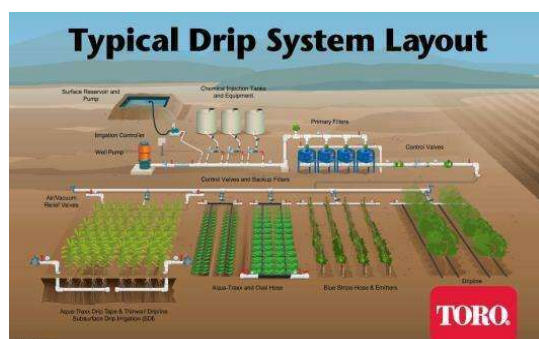 Typical Drip System Layout
Surface Reservoir and
Pump
Chemical Injection Tanks
and Equipment
Irrigation Controller
Primary Filters
Well Pump
Control Valves
Control Valves and Backup Filters
Air/Vacuum
Relief Valves
Aqua-Traxx and Oval Hose
Blue Stripe Hose & Emitters
Dripline
Aqua-Traxx Drip Tape & Thinwall Dripline
Subsurface Drip Irrigation (SDI)
TORO.